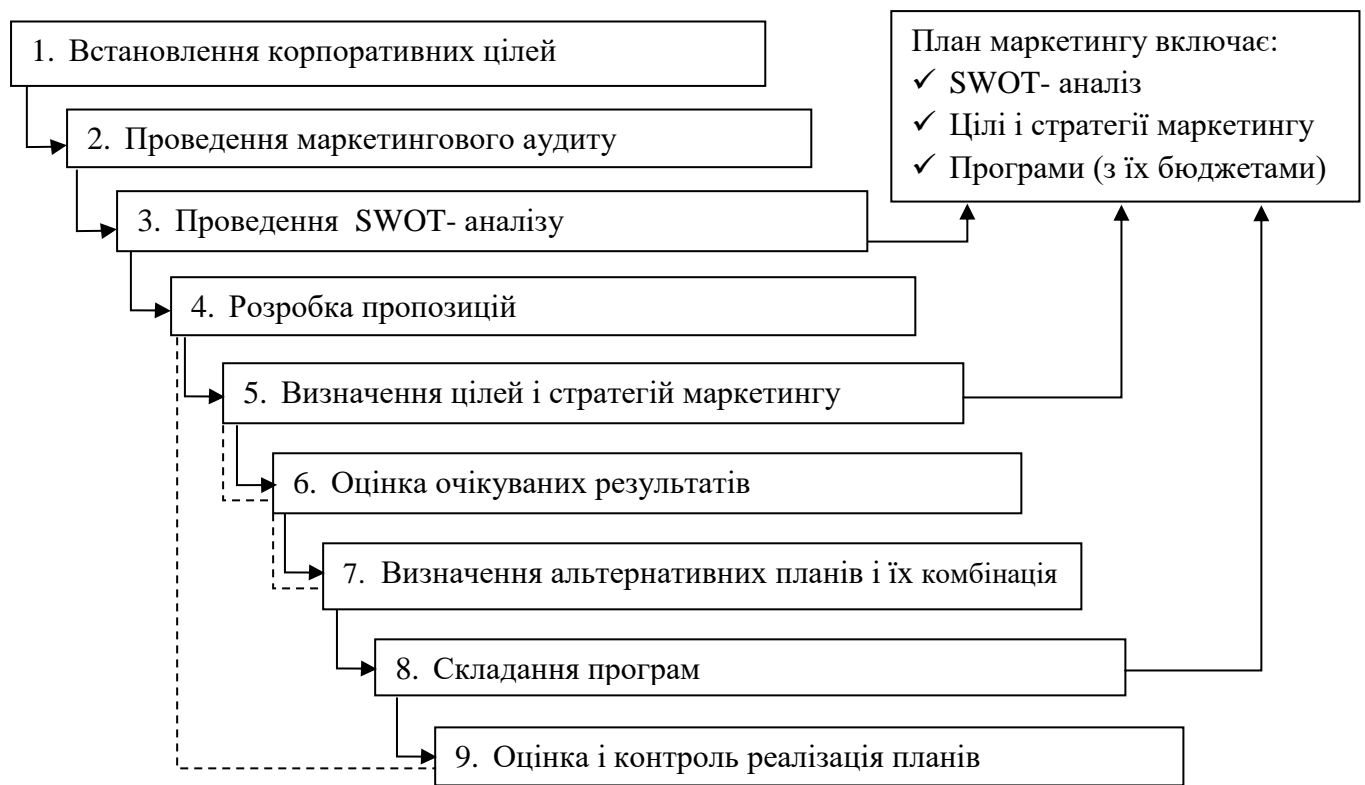 1. Встановлення корпоративних цілей
2. Проведення маркетингового аудиту
3. Проведення SWOT- аналізу
4. Розробка пропозицій
5. Визначення цілей і стратегій маркетингу
6. Оцінка очікуваних результатів
7. Визначення альтернативних планів і їх комбінація
8. Складання програм
9. Оцінка і контроль реалізація планів
План маркетингу включає:
✓ SWOT- аналіз
✓ Цілі і стратегії маркетингу
✓ Програми (з їх бюджетами)